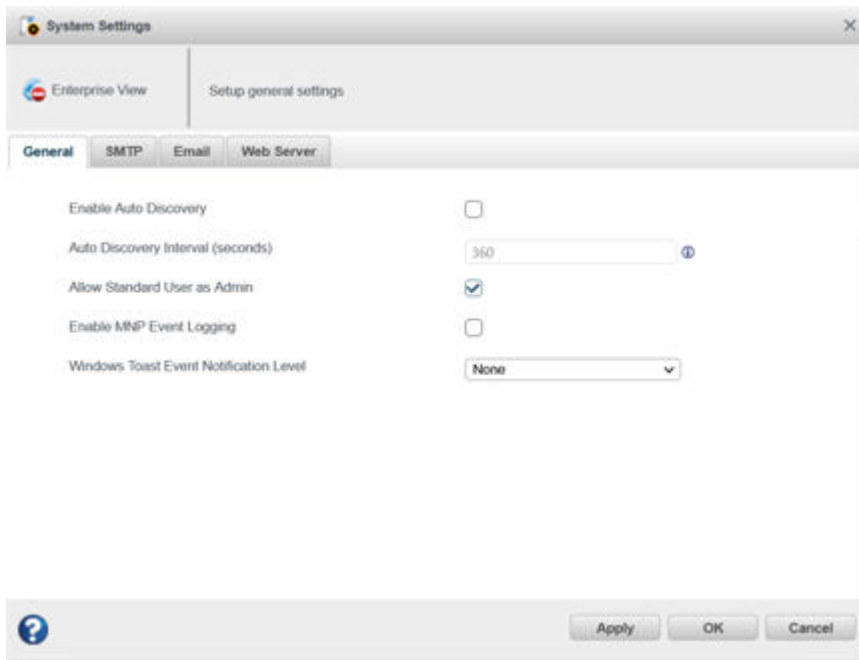 System Settings
Enterprise View
Setup general settings
General SMTP Email Web Server
Enable Auto Discovery
Auto Discovery Interval (seconds) 360
Allow Standard User as Admin
Enable MNP Event Logging
Windows Toast Event Notification Level None
Apply OK Cancel